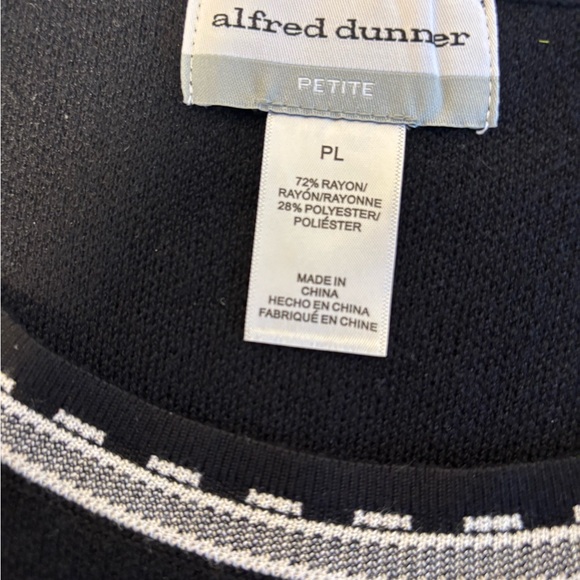 alfred dunner
PETITE
PL
72% RAYON/
RAYÓN/RAYONNE
28% POLYESTER/
POLIÉSTER
MADE IN
CHINA
HECHO EN CHINA
FABRIQUÉ EN CHINE